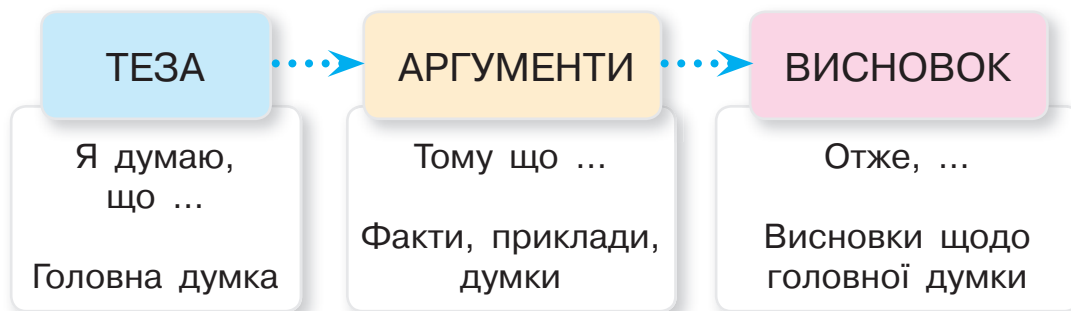 ТЕЗА
Я думаю,
що ...
Головна думка
АРГУМЕНТИ
Тому що ...
Факти, приклади,
думки
ВИСНОВОК
Отже, ...
Висновки щодо
головної думки